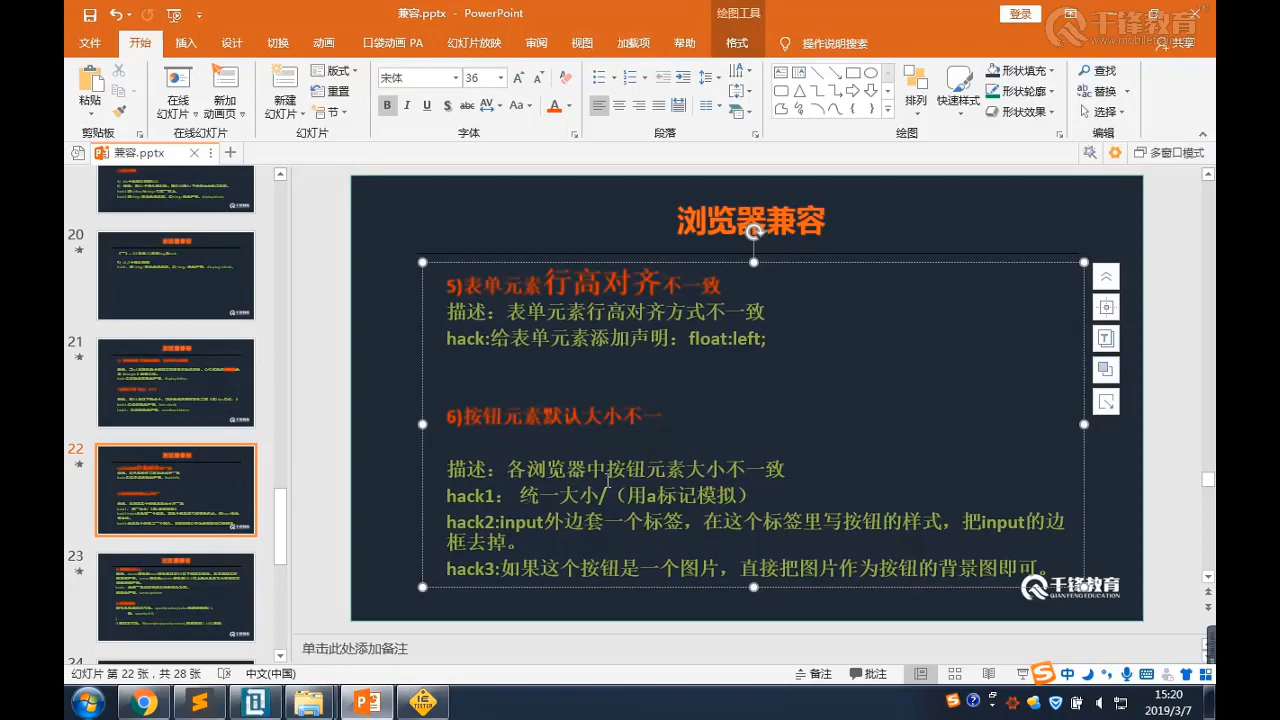 兼容.pptx - PowerPoint
绘图工具
登录
千锋教育
文件
开始
插入
设计
切换
动画
口袋动画 PA
幻灯片放映
审阅
视图
加载项
帮助
格式
操作说明搜索
共享
粘贴
在线
幻灯片
新加
动画页
新建
幻灯片
版式
重置
节
宋体
36
排列
快速样式
形状填充
形状轮廓
形状效果
查找
替换
选择
剪贴板
在线幻灯片
幻灯片
字体
段落
绘图
编辑
兼容.pptx
多窗口模式
20
21
22
23
24
浏览器兼容
5)表单元素行高对齐不一致
描述：表单元素行高对齐方式不一致
hack:给表单元素添加声明：float:left;
6)按钮元素默认大小不一
描述：各浏览器中按钮元素大小不一致
hack1： 统一大小/（用a标记模拟）
hack2:input外边套一个标签，在这个标签里写按钮的样式，把input的边
框去掉。
hack3:如果这个按钮是一个图片，直接把图片作为按钮的背景图即可。
千锋教育
QIAN FENG EDUCATION
单击此处添加备注
幻灯片 第 22 张，共 28 张
中文(中国)
备注
批注
中
15:20
2019/3/7